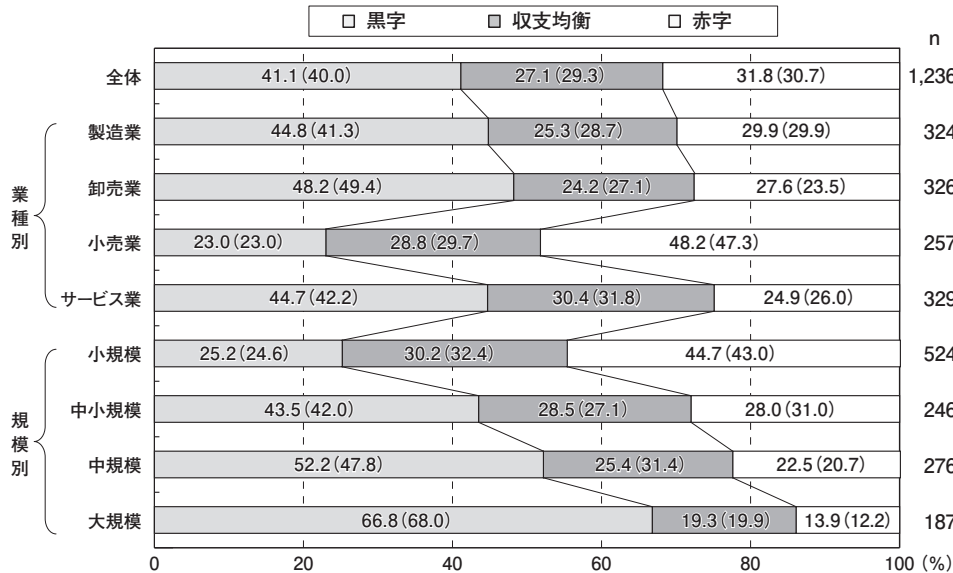 黒字 収支均衡 赤字
n
全体 41.1(40.0) 27.1(29.3) 31.8(30.7) 1,236
業種別
製造業 44.8(41.3) 25.3(28.7) 29.9(29.9) 324
卸売業 48.2(49.4) 24.2(27.1) 27.6(23.5) 326
小売業 23.0(23.0) 28.8(29.7) 48.2(47.3) 257
サービス業 44.7(42.2) 30.4(31.8) 24.9(26.0) 329
規模別
小規模 25.2(24.6) 30.2(32.4) 44.7(43.0) 524
中小規模 43.5(42.0) 28.5(27.1) 28.0(31.0) 246
中規模 52.2(47.8) 25.4(31.4) 22.5(20.7) 276
大規模 66.8(68.0) 19.3(19.9) 13.9(12.2) 187
0 20 40 60 80 100 (%)